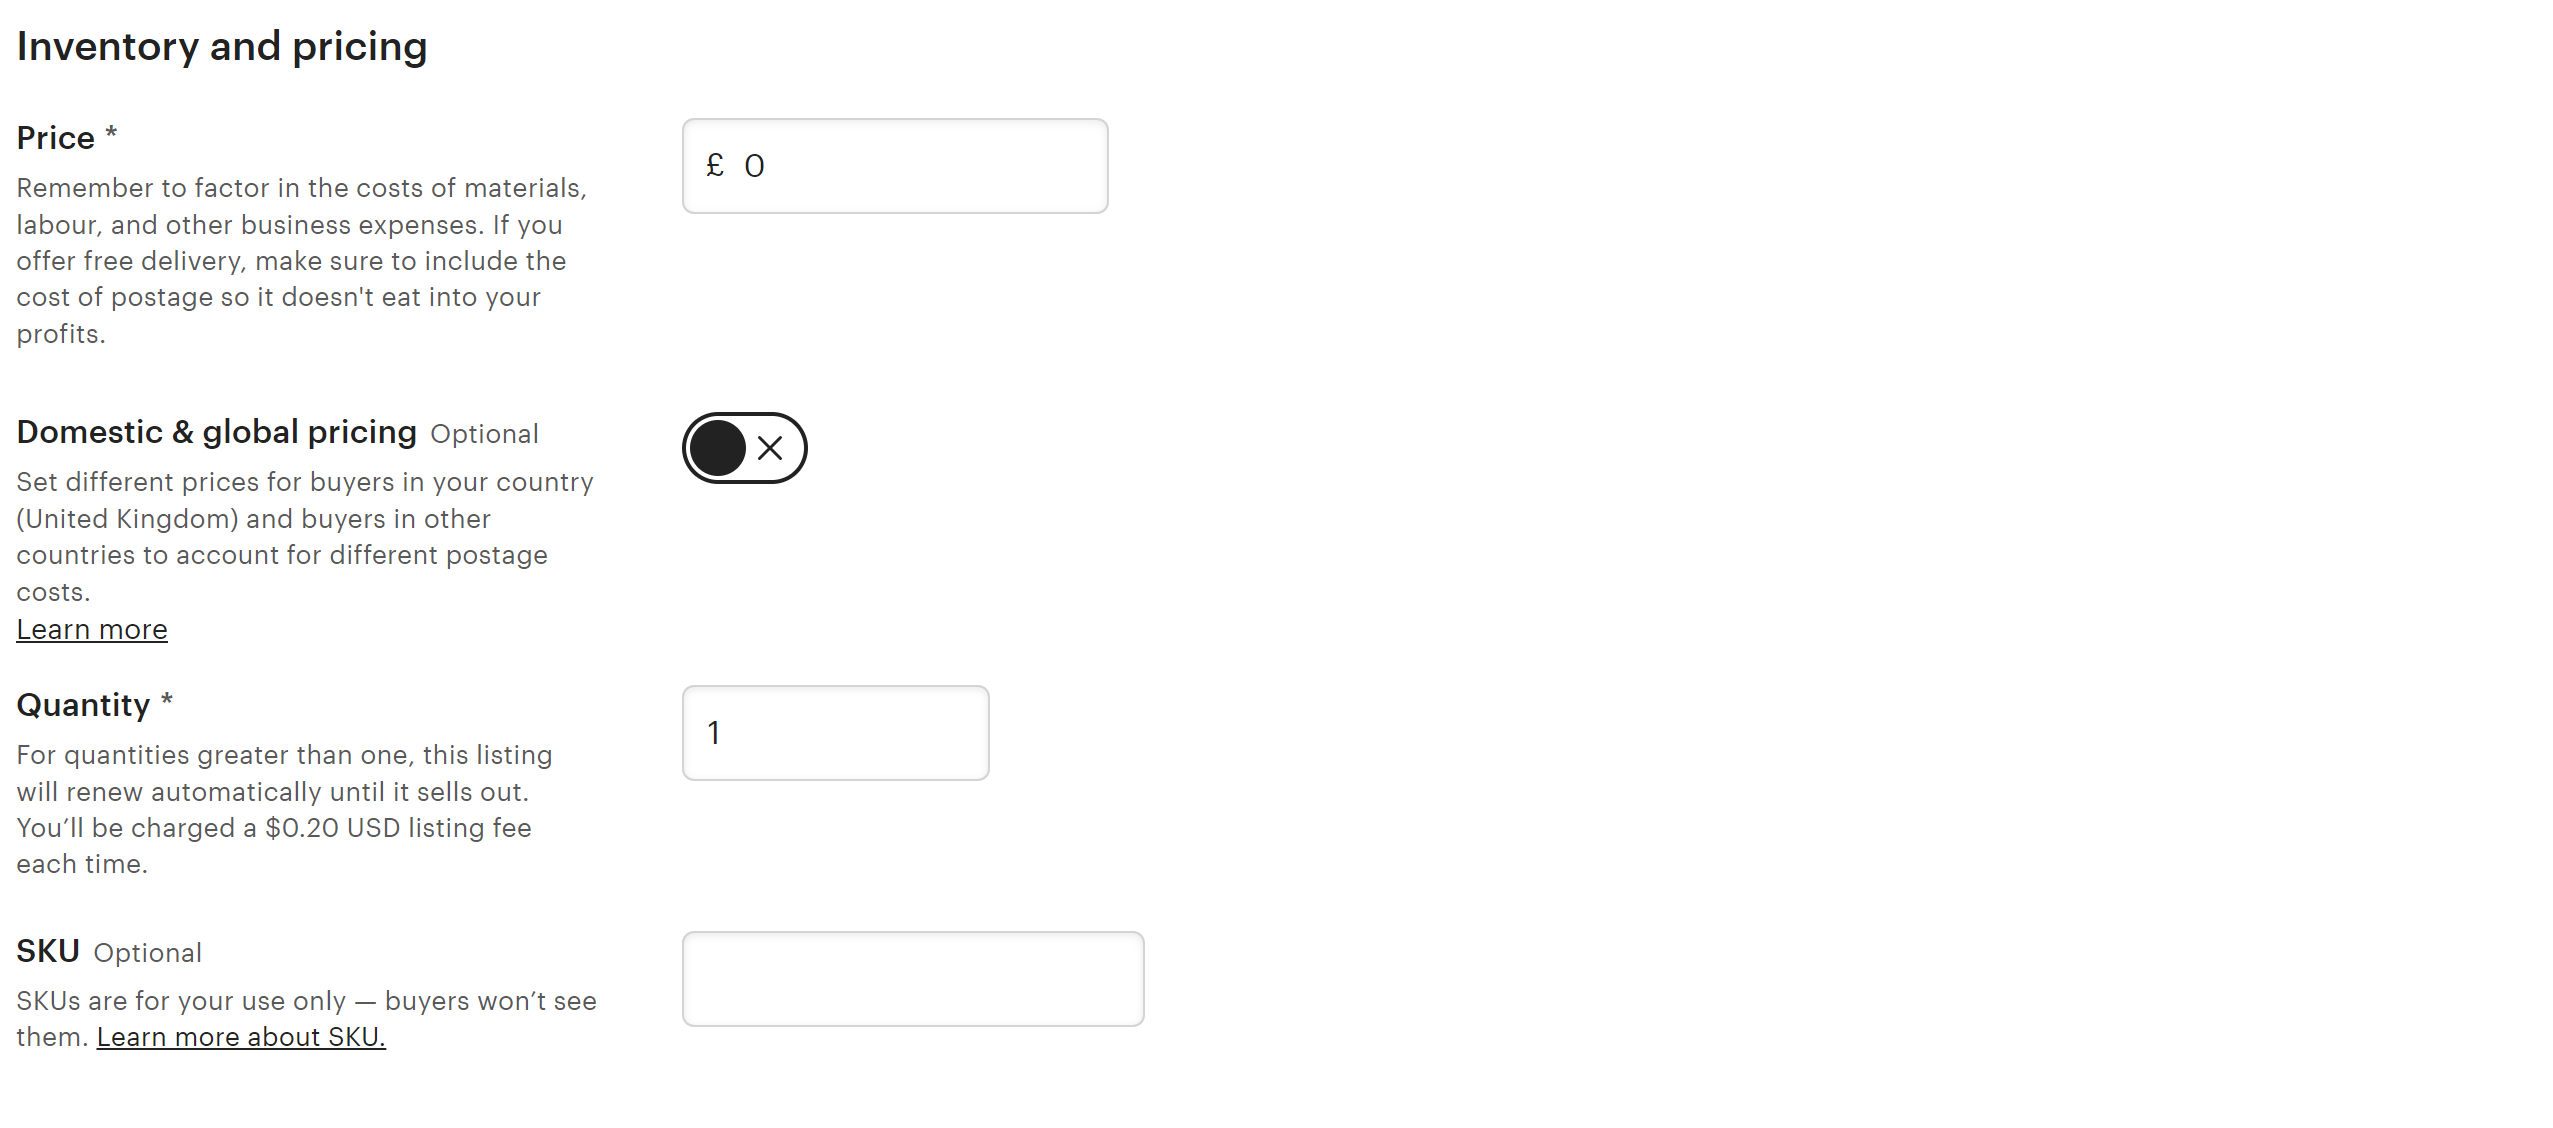 Inventory and pricing
Price *
£ 0
Remember to factor in the costs of materials,
labour, and other business expenses. If you
offer free delivery, make sure to include the
cost of postage so it doesn't eat into your
profits.
Domestic & global pricing Optional
Set different prices for buyers in your country
(United Kingdom) and buyers in other
countries to account for different postage
costs.
Learn more
Quantity *
1
For quantities greater than one, this listing
will renew automatically until it sells out.
You’ll be charged a $0.20 USD listing fee
each time.
SKU Optional
SKUs are for your use only — buyers won’t see
them. Learn more about SKU.